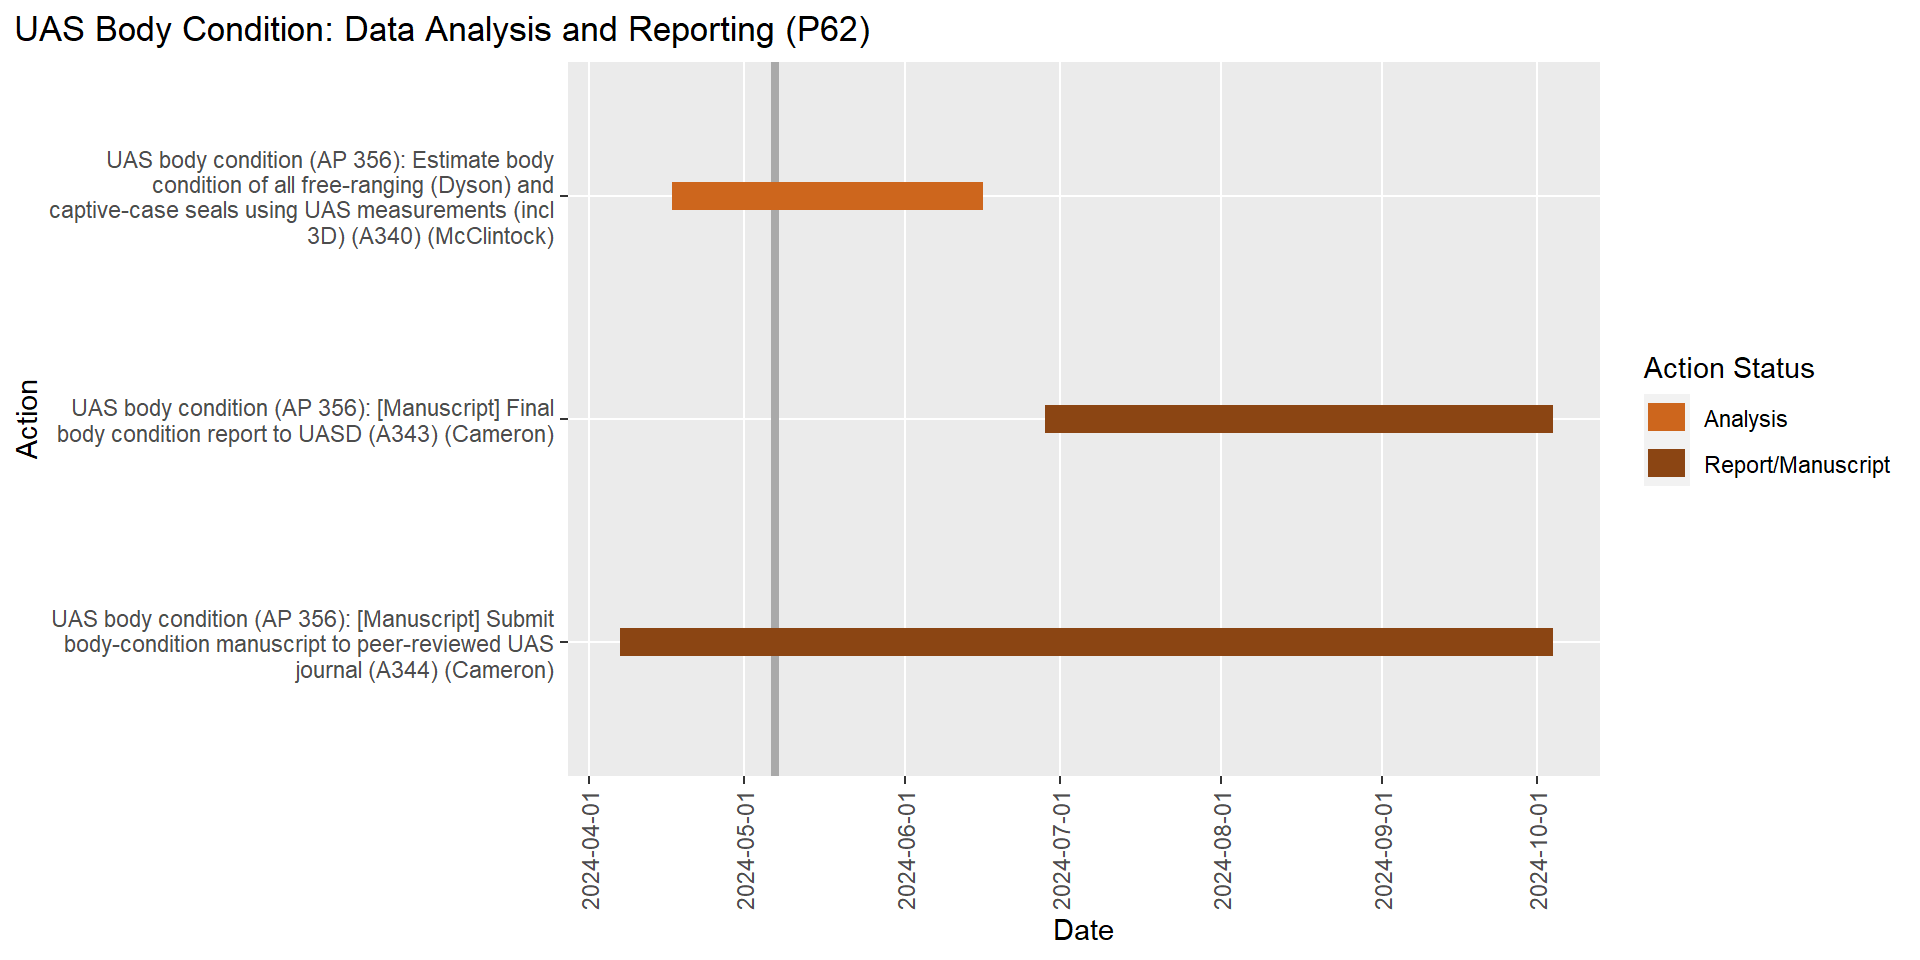 UAS Body Condition: Data Analysis and Reporting (P62)
Action
UAS body condition (AP 356): Estimate body
condition of all free-ranging (Dyson) and
captive-case seals using UAS measurements (incl
3D) (A340) (McClintock)
UAS body condition (AP 356): [Manuscript] Final
body condition report to UASD (A343) (Cameron)
UAS body condition (AP 356): [Manuscript] Submit
body-condition manuscript to peer-reviewed UAS
journal (A344) (Cameron)
2024-04-01
2024-05-01
2024-06-01
2024-07-01
2024-08-01
2024-09-01
2024-10-01
Date
Action Status
Analysis
Report/Manuscript